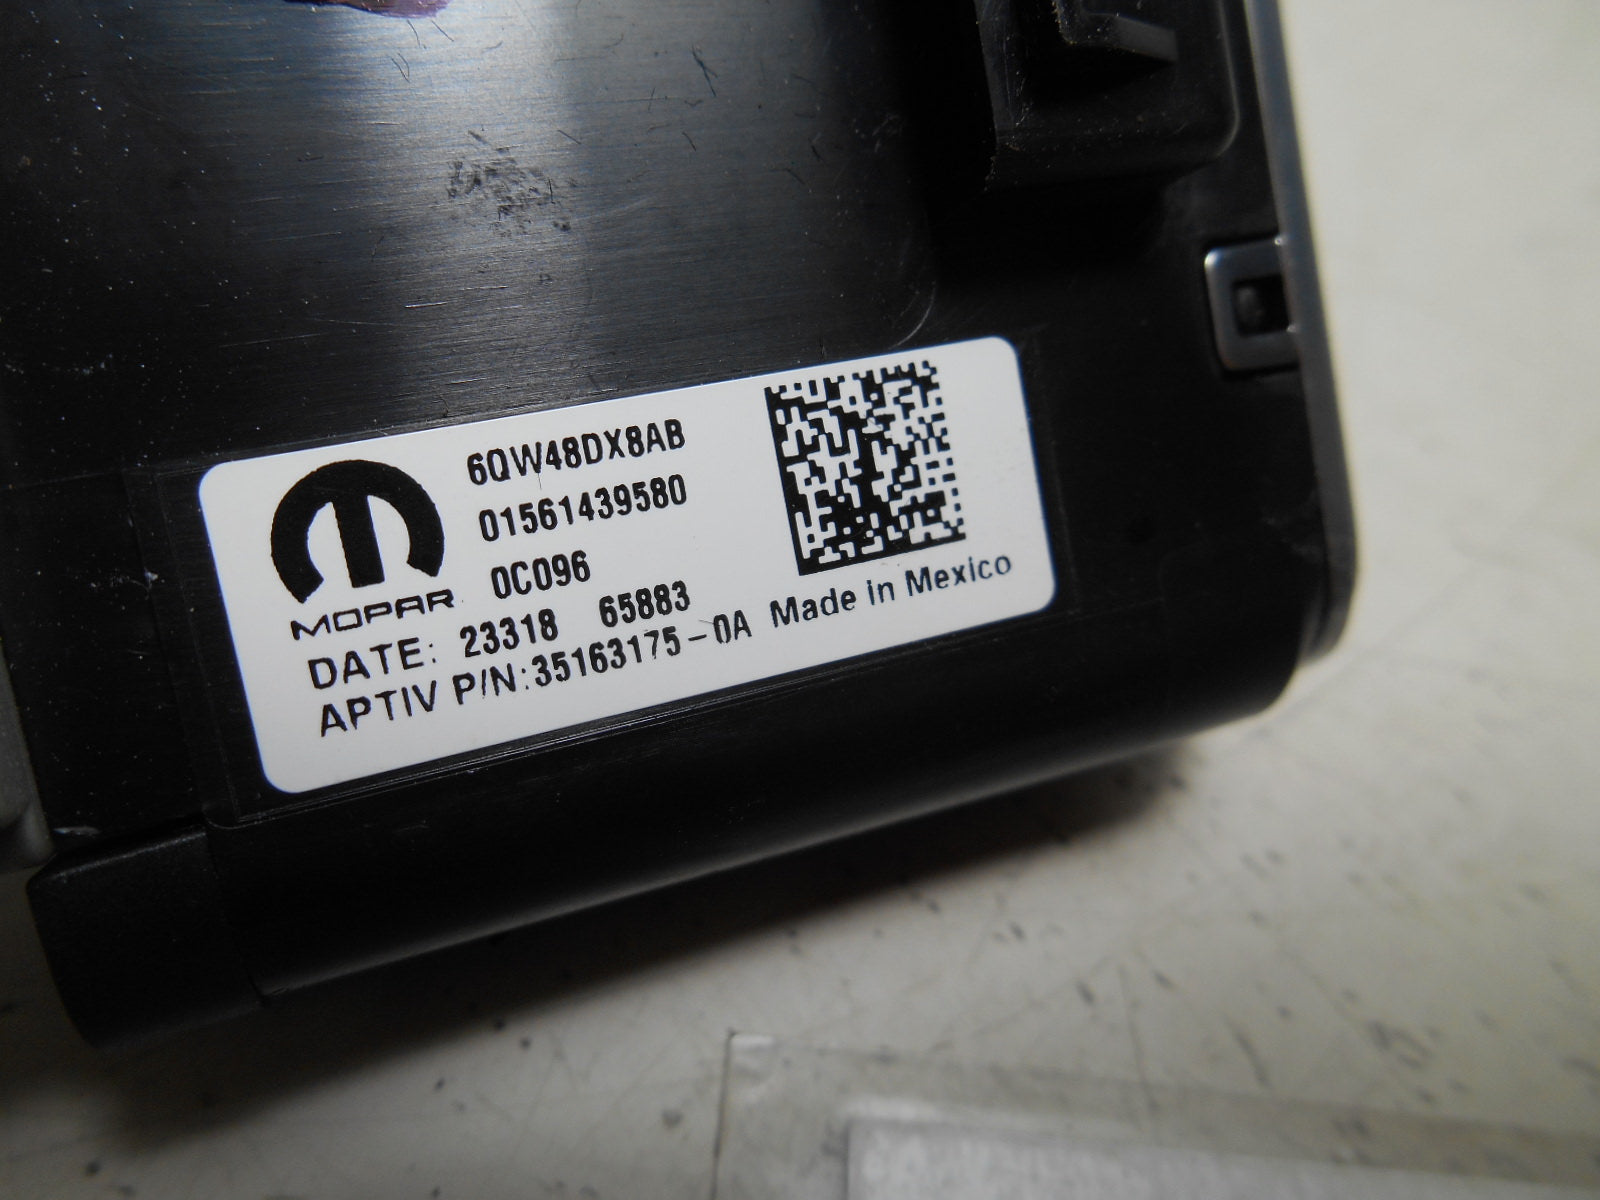 6QW48DX8AB
01561439580
0C096
MOPAR
DATE: 23318 65883
APTIV P/N:35163175-0A Made in Mexico